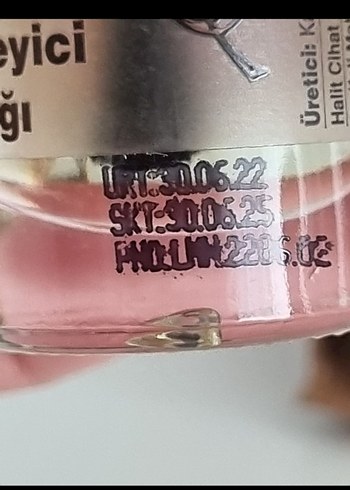 eyici
ğı
Üretici:
Halit Cihat
ÜRT:30.06.22
SKT:30.06.25